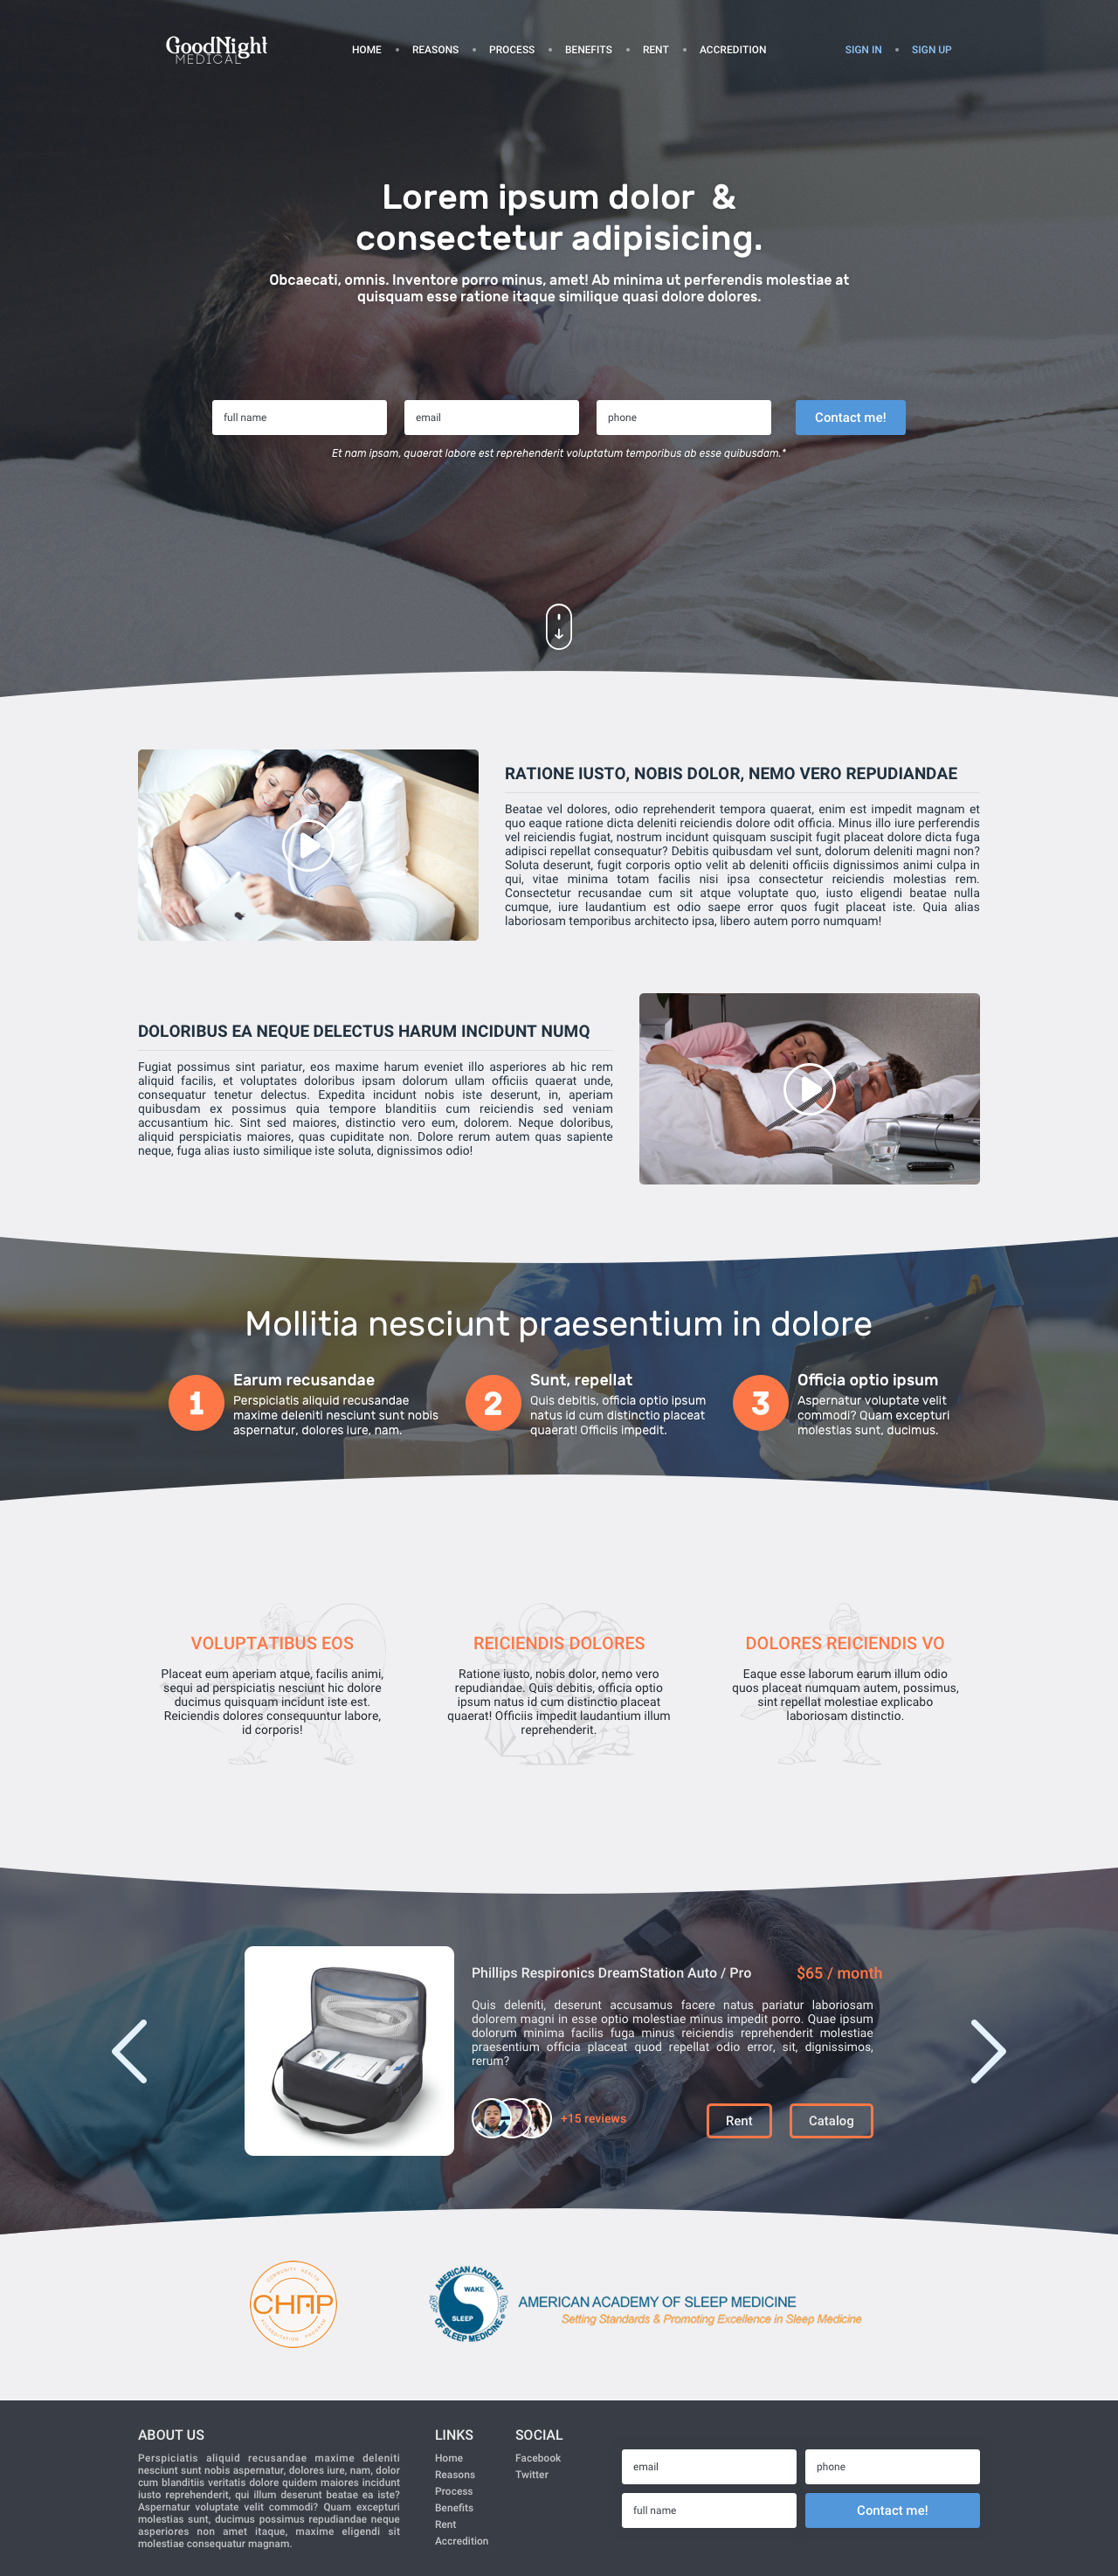 GoodNight
MEDICAL
HOME • REASONS • PROCESS • BENEFITS • RENT • ACCREDITION
SIGN IN • SIGN UP
Lorem ipsum dolor &
consectetur adipisicing.
Obcaecati, omnis. Inventore porro minus, amet! Ab minima ut perferendis molestiae at
quisquam esse ratione itaque similique quasi dolore dolores.
full name
email
phone
Contact me!
Et nam ipsam, quaerat labore est reprehenderit voluptatum temporibus ab esse quibusdam.*
RATIONE IUSTO, NOBIS DOLOR, NEMO VERO REPUDIANDAE
Beatae vel dolores, odio reprehenderit tempora quaerat, enim est impedit magnam et
quo eaque ratione dicta deleniti reiciendis dolore odit officia. Minus illo iure perferendis
vel reiciendis fugiat, nostrum incidunt quisquam suscipit fugit placeat dolore dicta fuga
adipisci repellat consequatur? Debitis quibusdam vel sunt, dolorum deleniti magni non?
Soluta deserunt, fugit corporis optio velit ab deleniti officiis dignissimos animi culpa in
qui, vitae minima totam facilis nisi ipsa consectetur reiciendis molestias rem.
Consectetur recusandae cum sit atque voluptate quo, iusto eligendi beatae nulla
cumque, iure laudantium est odio saepe error quos fugit placeat iste. Quia alias
laboriosam temporibus architecto ipsa, libero autem porro numquam!
DOLORIBUS EA NEQUE DELECTUS HARUM INCIDUNT NUMQ
Fugiat possimus sint pariatur, eos maxime harum eveniet illo asperiores ab hic rem
aliquid facilis, et voluptates doloribus ipsam dolorum ullam officiis quaerat unde,
consequatur tenetur delectus. Expedita incidunt nobis iste deserunt, in, aperiam
quibusdam ex possimus quia tempore blanditiis cum reiciendis sed veniam
accusantium hic. Sint sed maiores, distinctio vero eum, dolorem. Neque doloribus,
aliquid perspiciatis maiores, quas cupiditate non. Dolore rerum autem quas sapiente
neque, fuga alias iusto similique iste soluta, dignissimos odio!
Mollitia nesciunt praesentium in dolore
1
Earum recusandae
Perspiciatis aliquid recusandae
maxime deleniti nesciunt sunt nobis
aspernatur, dolores iure, nam.
2
Sunt, repellat
Quis debitis, officia optio ipsum
natus id cum distinctio placeat
quaerat! Officiis impedit.
3
Officia optio ipsum
Aspernatur voluptate velit
commodi? Quam excepturi
molestias sunt, ducimus.
VOLUPTATIBUS EOS
Placeat eum aperiam atque, facilis animi,
sequi ad perspiciatis nesciunt hic dolore
ducimus quisquam incidunt iste est.
Reiciendis dolores consequuntur labore,
id corporis!
REICIENDIS DOLORES
Ratione iusto, nobis dolor, nemo vero
repudiandae. Quis debitis, officia optio
ipsum natus id cum distinctio placeat
quaerat! Officiis impedit laudantium illum
reprehenderit.
DOLORES REICIENDIS VO
Eaque esse laborum earum illum odio
quos placeat numquam autem, possimus,
sint repellat molestiae explicabo
laboriosam distinctio.
Phillips Respironics DreamStation Auto / Pro
$65 / month
Quis deleniti, deserunt accusamus facere natus pariatur laboriosam
dolorem magni in esse optio molestiae minus impedit porro. Quae ipsum
dolorum minima facilis fuga minus reiciendis reprehenderit molestiae
praesentium officia placeat quod repellat odio error, sit, dignissimos,
rerum?
+15 reviews
Rent
Catalog
COMMUNITY HEALTH
CHAP
ACCREDITATION PROGRAM
AMERICAN ACADEMY
WAKE
SLEEP
OF SLEEP MEDICINE
AMERICAN ACADEMY OF SLEEP MEDICINE
Setting Standards & Promoting Excellence in Sleep Medicine
ABOUT US
Perspiciatis aliquid recusandae maxime deleniti
nesciunt sunt nobis aspernatur, dolores iure, nam, dolor
cum blanditiis veritatis dolore quidem maiores incidunt
iusto reprehenderit, qui illum deserunt beatae ea iste?
Aspernatur voluptate velit commodi? Quam excepturi
molestias sunt, ducimus possimus repudiandae neque
asperiores non amet itaque, maxime eligendi sit
molestiae consequatur magnam.
LINKS
Home
Reasons
Process
Benefits
Rent
Accredition
SOCIAL
Facebook
Twitter
email
phone
full name
Contact me!